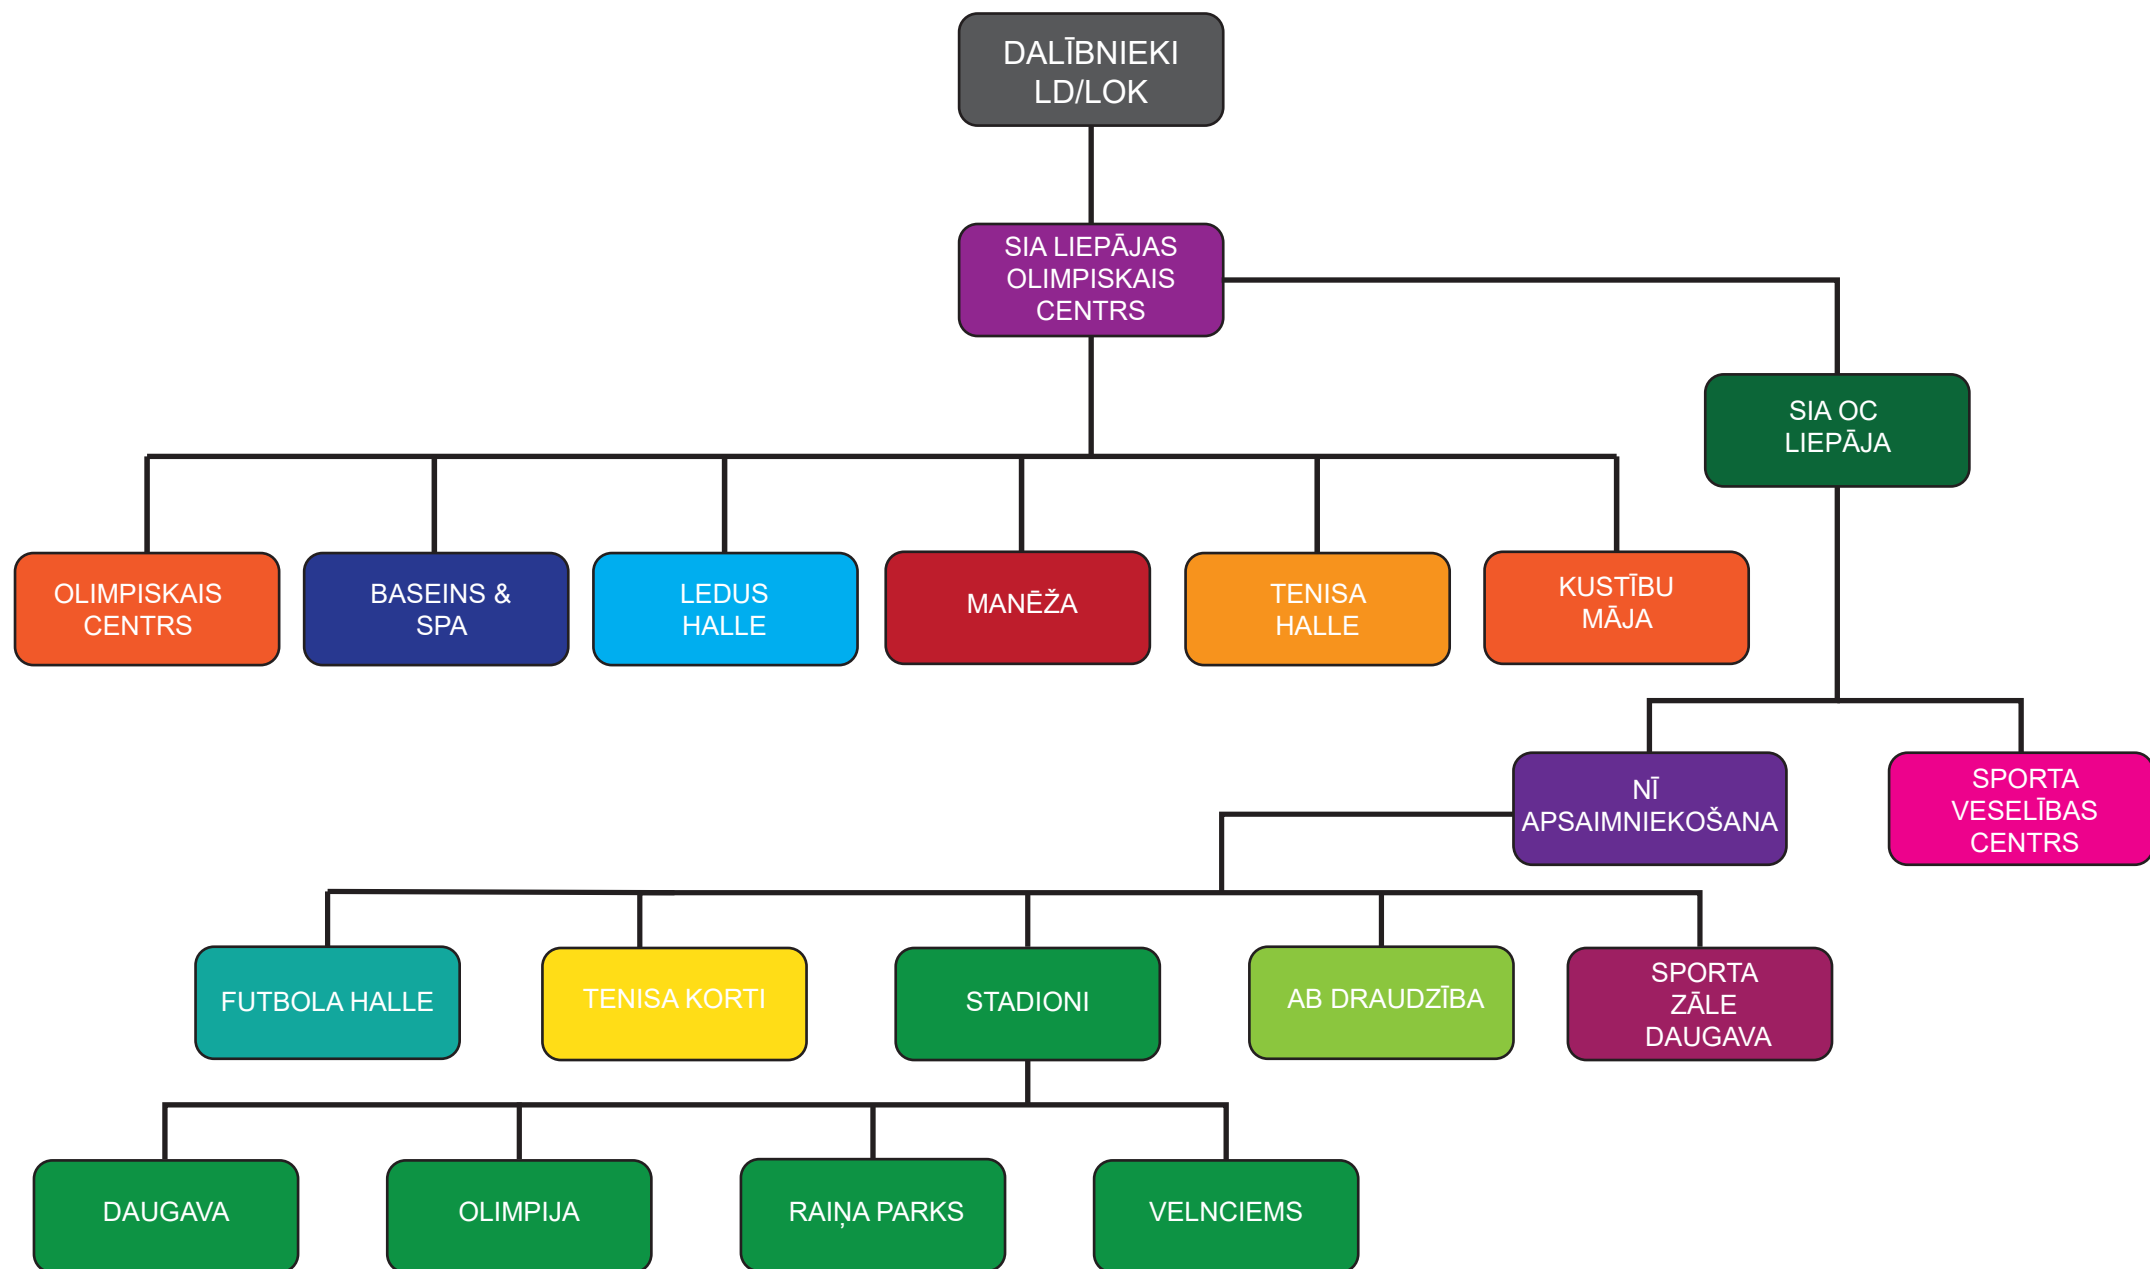 DALĪBNIEKI
LD/LOK
SIA LIEPĀJAS
OLIMPISKAIS
CENTRS
SIA OC
LIEPĀJA
OLIMPISKAIS
CENTRS
BASEINS &
SPA
LEDUS
HALLE
MANĒŽA
TENISA
HALLE
KUSTĪBU
MĀJA
NĪ
APSAIMNIEKOŠANA
SPORTA
VESELĪBAS
CENTRS
FUTBOLA HALLE
TENISA KORTI
STADIONI
AB DRAUDZĪBA
SPORTA
ZĀLE
DAUGAVA
DAUGAVA
OLIMPIJA
RAIŅA PARKS
VELNCIEMS